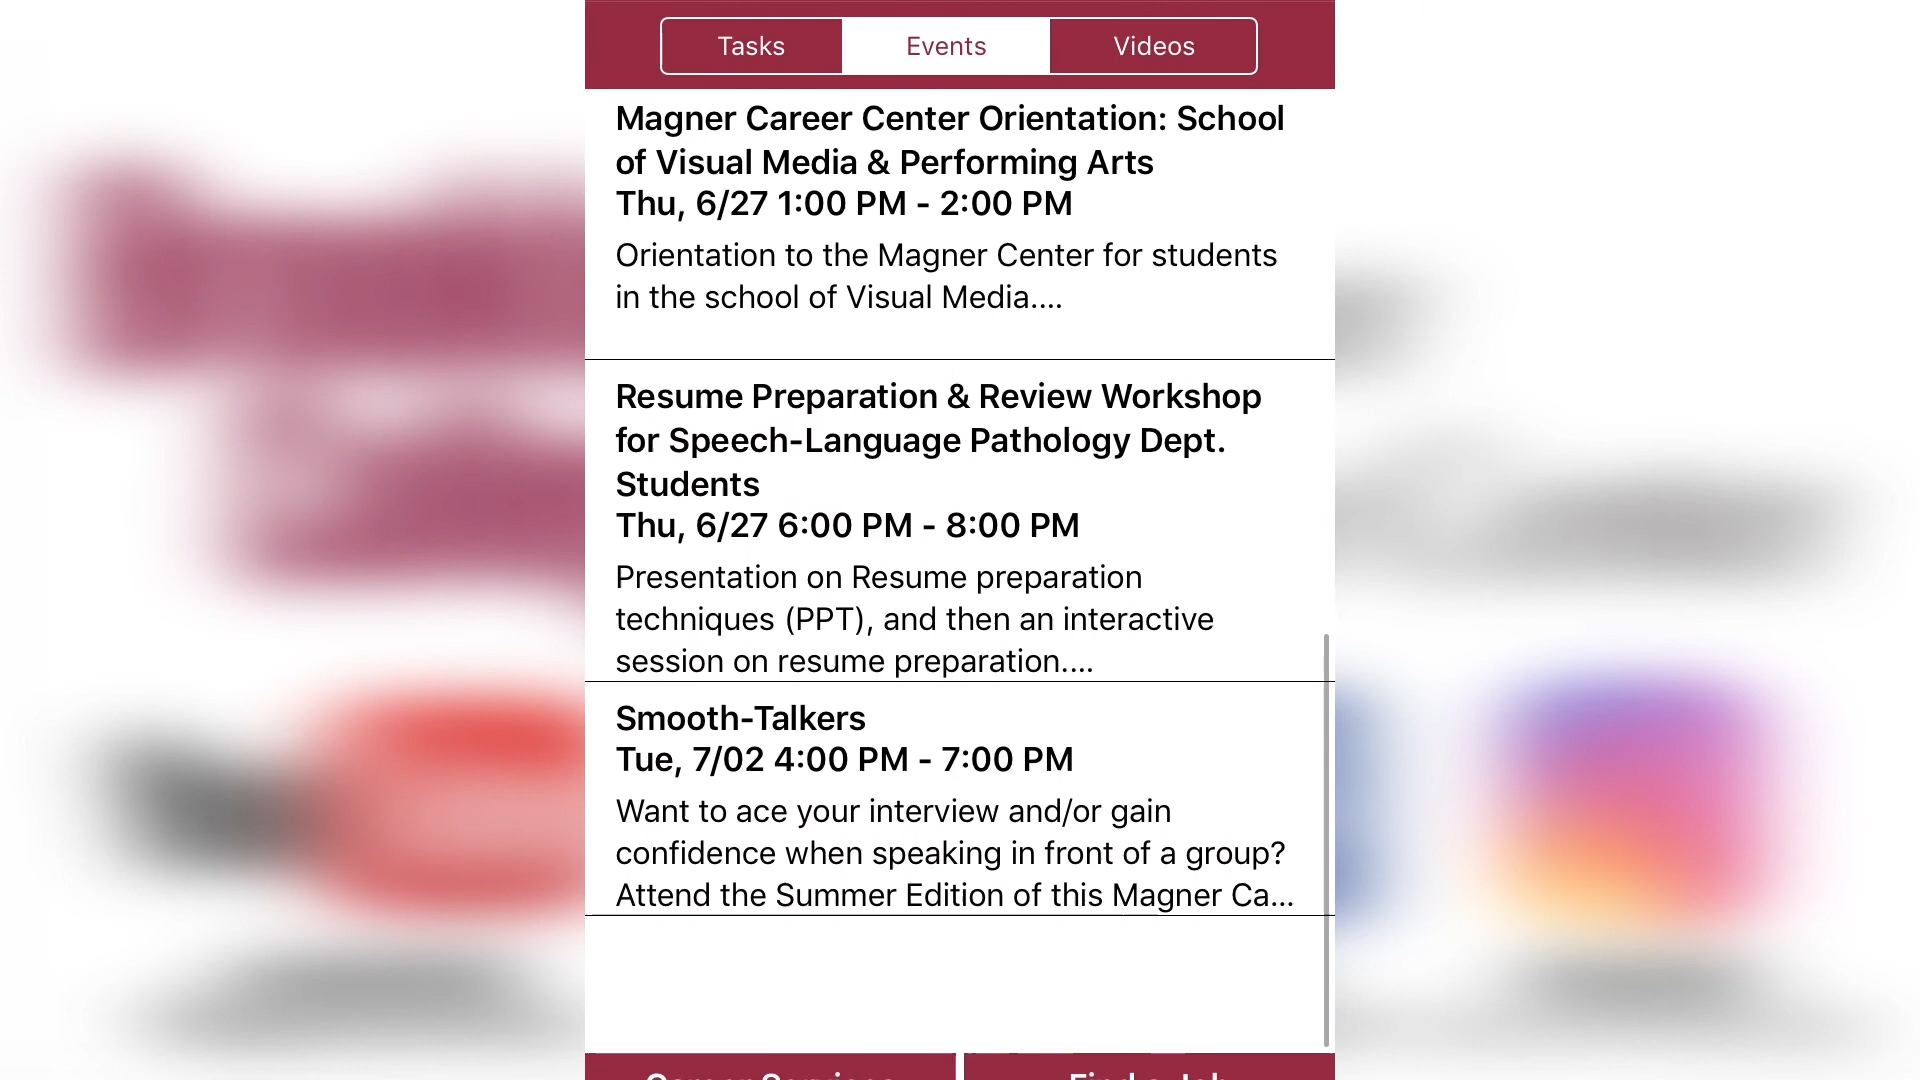 Tasks
Events
Videos
Magner Career Center Orientation: School
of Visual Media & Performing Arts
Thu, 6/27 1:00 PM - 2:00 PM
Orientation to the Magner Center for students
in the school of Visual Media....
Resume Preparation & Review Workshop
for Speech-Language Pathology Dept.
Students
Thu, 6/27 6:00 PM - 8:00 PM
Presentation on Resume preparation
techniques (PPT), and then an interactive
session on resume preparation....
Smooth-Talkers
Tue, 7/02 4:00 PM - 7:00 PM
Want to ace your interview and/or gain
confidence when speaking in front of a group?
Attend the Summer Edition of this Magner Ca...
Career Services
Find a Job